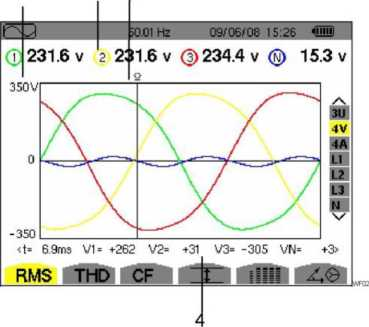 50.01 Hz 09/06/08 15:26
1 231.6 V 2 231.6 V 3 234.4 V N 15.3 V
350V
0
-350
3U
4V
4A
L1
L2
L3
N
<t= 6.9ms V1= +262 V2= +31 V3= -305 VN= +3>
RMS THD CF
WF02
4